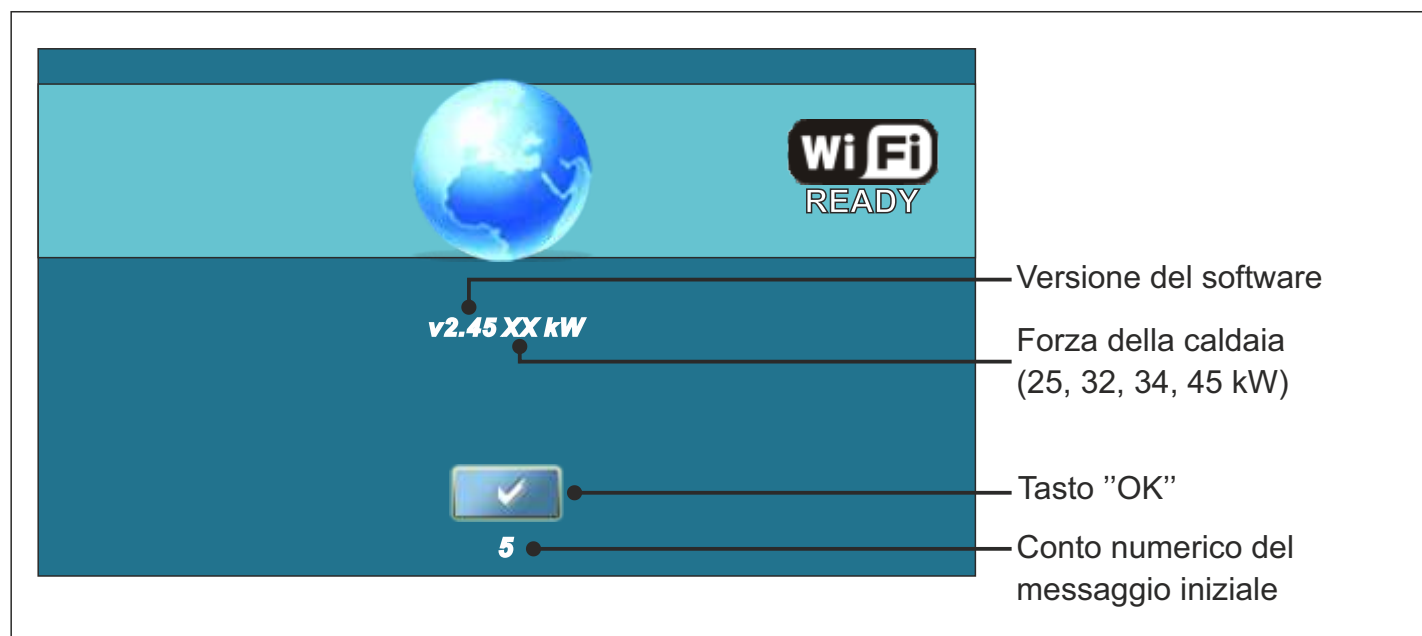 Wi Fi
READY
Versione del software
v2.45 XX kW
Forza della caldaia
(25, 32, 34, 45 kW)
Tasto ’’OK’’
5
Conto numerico del
messaggio iniziale